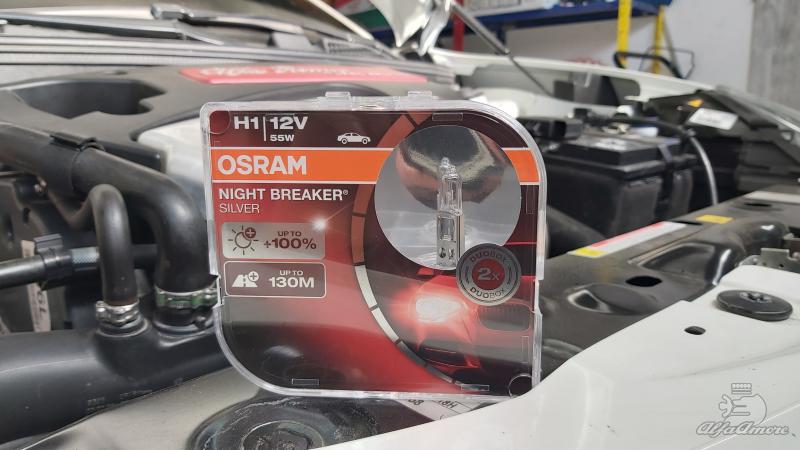 H1 12V
55W
OSRAM
NIGHT BREAKER®
SILVER
UP TO
+100%
UP TO
130M
DUOBOX
2x
DUOBOX
AlfaAmore